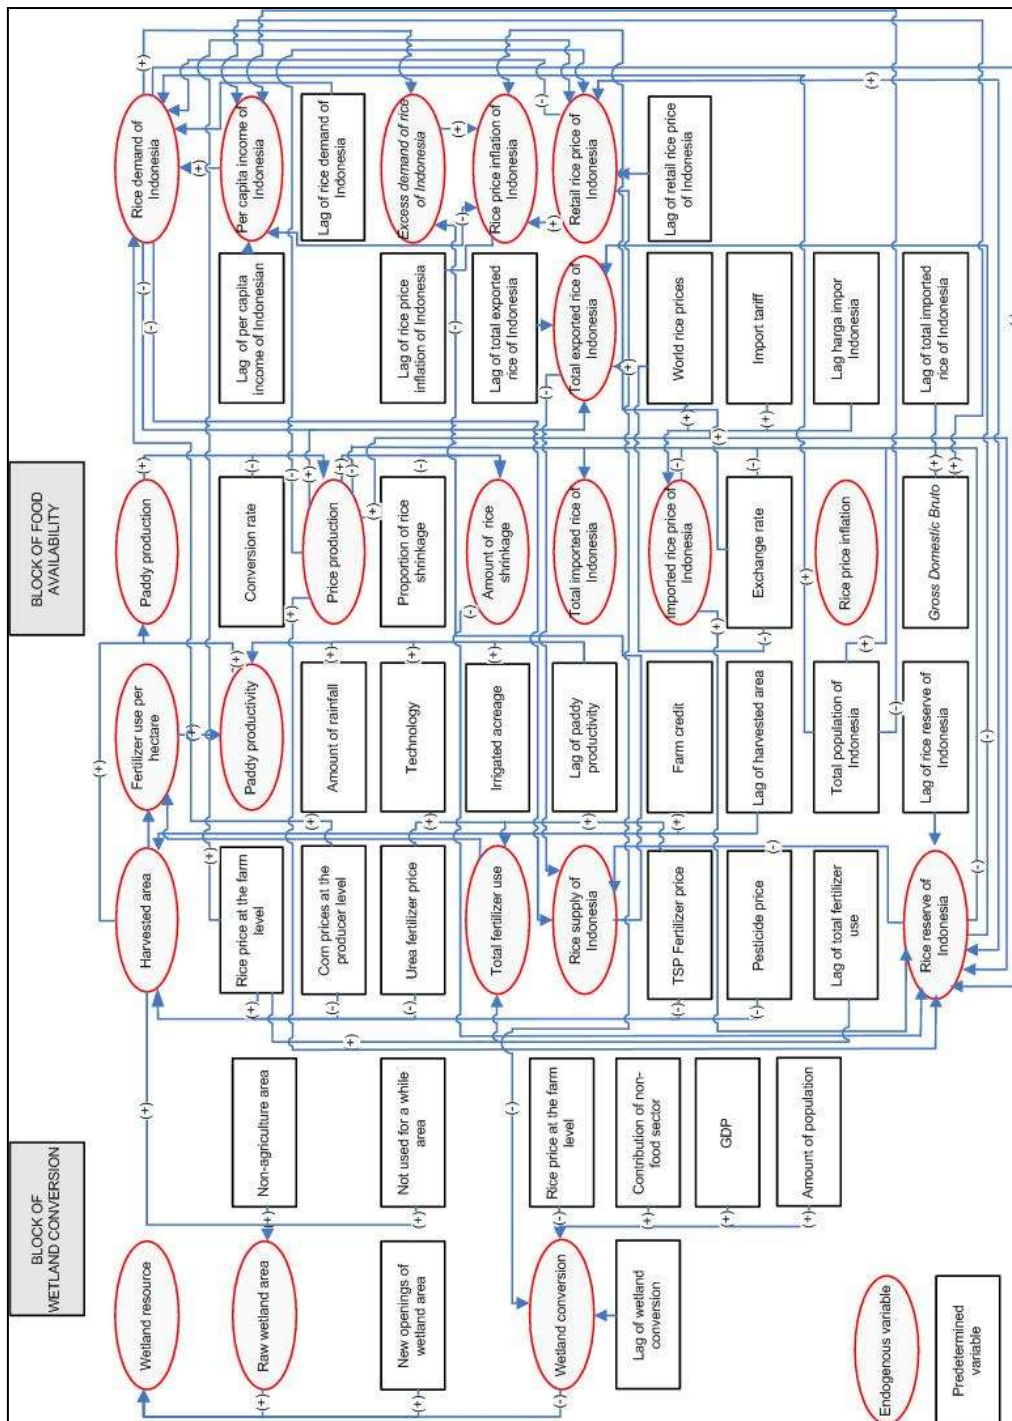 BLOCK OF
WETLAND CONVERSION
BLOCK OF FOOD
AVAILABILITY
Wetland resource
Raw wetland area
New openings of
wetland area
Wetland conversion
Lag of wetland
conversion
Non-agriculture area
Not used for a while
area
Rice price at the farm
level
Contribution of non-
food sector
GDP
Amount of population
Harvested area
Rice price at the farm
level
Corn prices at the
producer level
Urea fertilizer price
Total fertilizer use
Rice supply of
Indonesia
TSP Fertilizer price
Pesticide price
Lag of total fertilizer
use
Rice reserve of
Indonesia
Fertilizer use per
hectare
Paddy productivity
Amount of rainfall
Technology
Irrigated acreage
Lag of paddy
productivity
Farm credit
Lag of harvested area
Total population of
Indonesia
Lag of rice reserve of
Indonesia
Paddy production
Conversion rate
Price production
Proportion of rice
shrinkage
Amount of rice
shrinkage
Total imported rice of
Indonesia
Imported rice price of
Indonesia
Exchange rate
Rice price inflation
Gross Domestic Bruto
Lag of per capita
income of Indonesian
Lag of rice price
inflation of Indonesia
Lag of total exported
rice of Indonesia
Total exported rice of
Indonesia
World rice prices
Import tariff
Lag harga impor
Indonesia
Lag of total imported
rice of Indonesia
Rice demand of
Indonesia
Per capita income of
Indonesia
Lag of rice demand of
Indonesia
Excess demand of rice
of Indonesia
Rice price inflation of
Indonesia
Retail rice price of
Indonesia
Lag of retail rice price
of Indonesia
Endogenous variable
Predetermined
variable